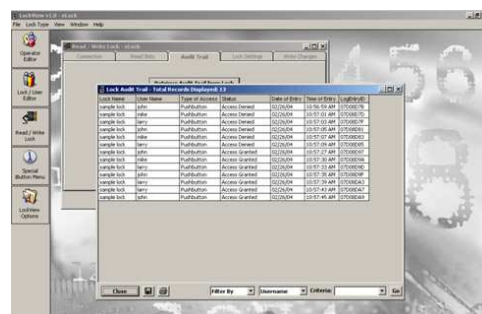 LockView v1.0 - eLock
File Lock Type View Window Help
Operator
Editor
Lock / User
Editor
Read / Write
Lock
Special
Button Menu
LockView
Options
Read / Write Lock - eLock
Connection Read Data Audit Trail Lock Settings Write Changes
Retrieve Audit Trail From Lock
Lock Audit Trail - Total Records Displayed: 13
Lock Name User Name Type of Access Status Date of Entry Time of Entry LogEntryID
sample lock john Pushbutton Access Denied 02/26/04 10:56:59 AM
sample lock mike Pushbutton Access Denied 02/26/04 10:57:01 AM
sample lock larry Pushbutton Access Denied 02/26/04 10:57:03 AM
sample lock john Pushbutton Access Denied 02/26/04 10:57:05 AM
sample lock mike Pushbutton Access Denied 02/26/04 10:57:07 AM
sample lock larry Pushbutton Access Denied 02/26/04 10:57:09 AM
sample lock john Pushbutton Access Granted 02/26/04
sample lock mike Pushbutton Access Granted 02/26/04 10:57:30 AM
sample lock larry Pushbutton Access Granted 02/26/04 10:57:33 AM
sample lock mike Pushbutton Access Granted 02/26/04 10:57:35 AM
sample lock john Pushbutton Access Granted 02/26/04 10:57:39 AM
sample lock larry Pushbutton Access Granted 02/26/04 10:57:43 AM
sample lock john Pushbutton Access Granted 02/26/04 10:57:45 AM
Close Filter By Username Criteria: Go